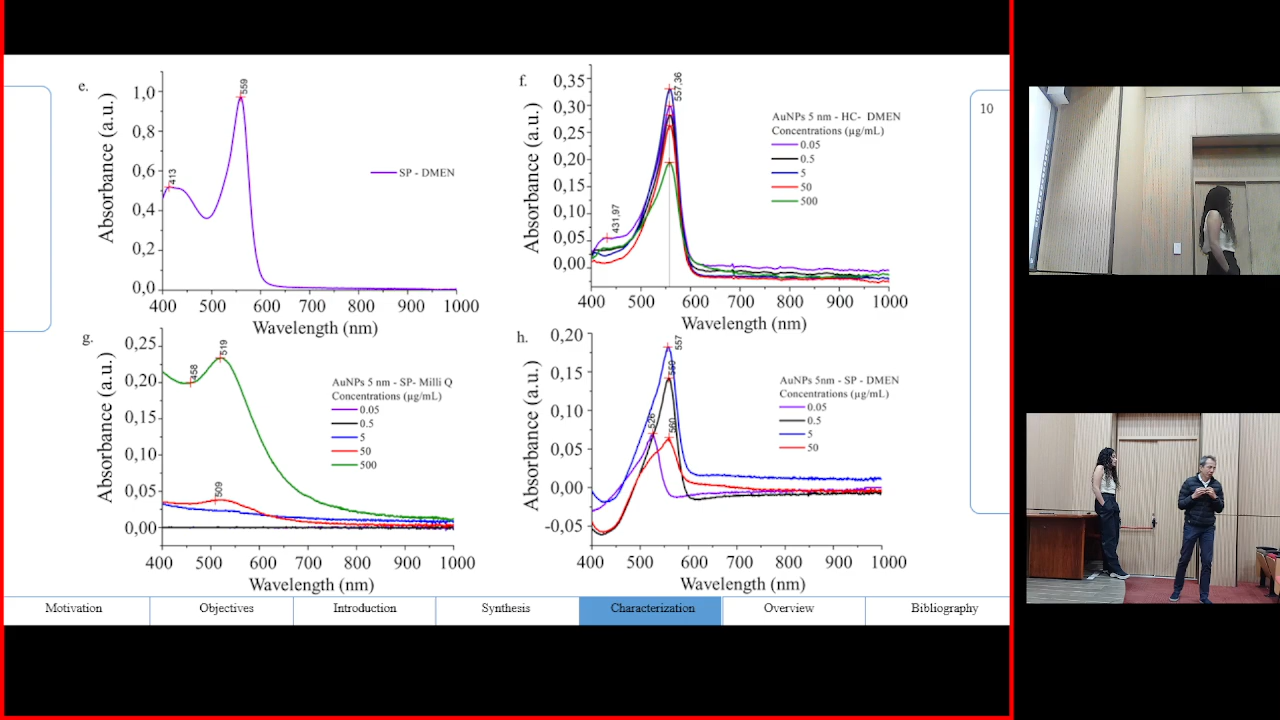 e.
Absorbance (a.u.)
1,0
0,8
0,6
0,4
0,2
0,0
413
559
SP - DMEN
400 500 600 700 800 900 1000
Wavelength (nm)
f.
Absorbance (a.u.)
0,35
0,30
0,25
0,20
0,15
0,10
0,05
0,00
431,97
557,36
AuNPs 5 nm - HC- DMEN
Concentrations (µg/mL)
0.05
0.5
5
50
500
400 500 600 700 800 900 1000
Wavelength (nm)
10
g.
Absorbance (a.u.)
0,25
0,20
0,15
0,10
0,05
0,00
458
519
509
AuNPs 5 nm - SP- Milli Q
Concentrations (µg/mL)
0.05
0.5
5
50
500
400 500 600 700 800 900 1000
Wavelength (nm)
h.
Absorbance (a.u.)
0,20
0,15
0,10
0,05
0,00
-0,05
557
526
560
AuNPs 5nm - SP - DMEN
Concentrations (µg/mL)
0.05
0.5
5
50
400 500 600 700 800 900 1000
Wavelength (nm)
Motivation Objectives Introduction Synthesis Characterization Overview Bibliography